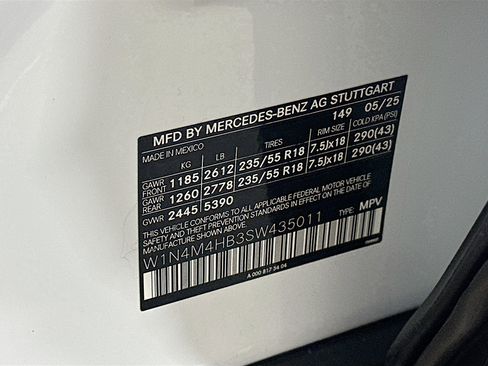 MFD BY MERCEDES-BENZ AG STUTTGART
MADE IN MEXICO 149 05/25
KG LB TIRES RIM SIZE COLD KPA(PSI)
GAWR FRONT 1185 2612 235/55 R18 7.5Jx18 290(43)
GAWR REAR 1260 2778 235/55 R18 7.5Jx18 290(43)
GVWR 2445 5390
THIS VEHICLE CONFORMS TO ALL APPLICABLE FEDERAL MOTOR VEHICLE
SAFETY AND THEFT PREVENTION STANDARDS IN EFFECT ON THE DATE OF
MANUFACTURE SHOWN ABOVE.
W1N4M4HB3SW435011 TYPE: MPV
A 000 817 34 04